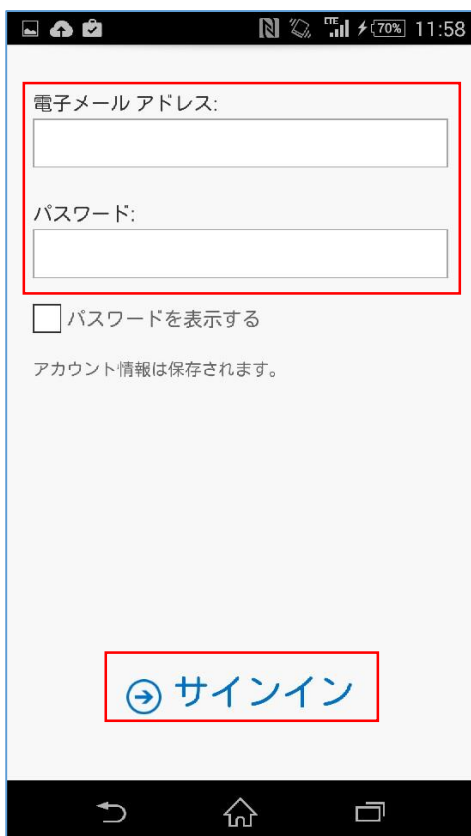 LTE 70% 11:58
電子メール アドレス:
パスワード:
パスワードを表示する
アカウント情報は保存されます。
サインイン